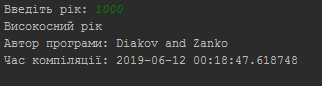 Введіть рік: 1000
Високосний рік
Автор програми: Diakov and Zanko
Час компіляції: 2019-06-12 00:18:47.618748